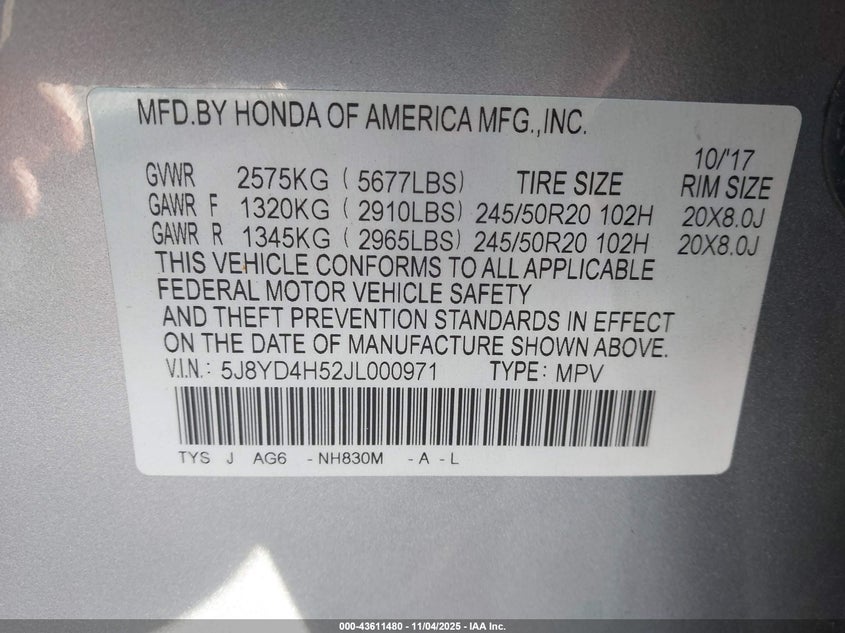 MFD.BY HONDA OF AMERICA MFG.,INC.
10/'17
GVWR 2575KG ( 5677LBS) TIRE SIZE RIM SIZE
GAWR F 1320KG ( 2910LBS) 245/50R20 102H 20X8.0J
GAWR R 1345KG ( 2965LBS) 245/50R20 102H 20X8.0J
THIS VEHICLE CONFORMS TO ALL APPLICABLE
FEDERAL MOTOR VEHICLE SAFETY
AND THEFT PREVENTION STANDARDS IN EFFECT
ON THE DATE OF MANUFACTURE SHOWN ABOVE.
V.I.N.: 5J8YD4H52JL000971 TYPE: MPV
TYS J AG6 -NH830M -A -L
000-43611480 - 11/04/2025 - IAA Inc.